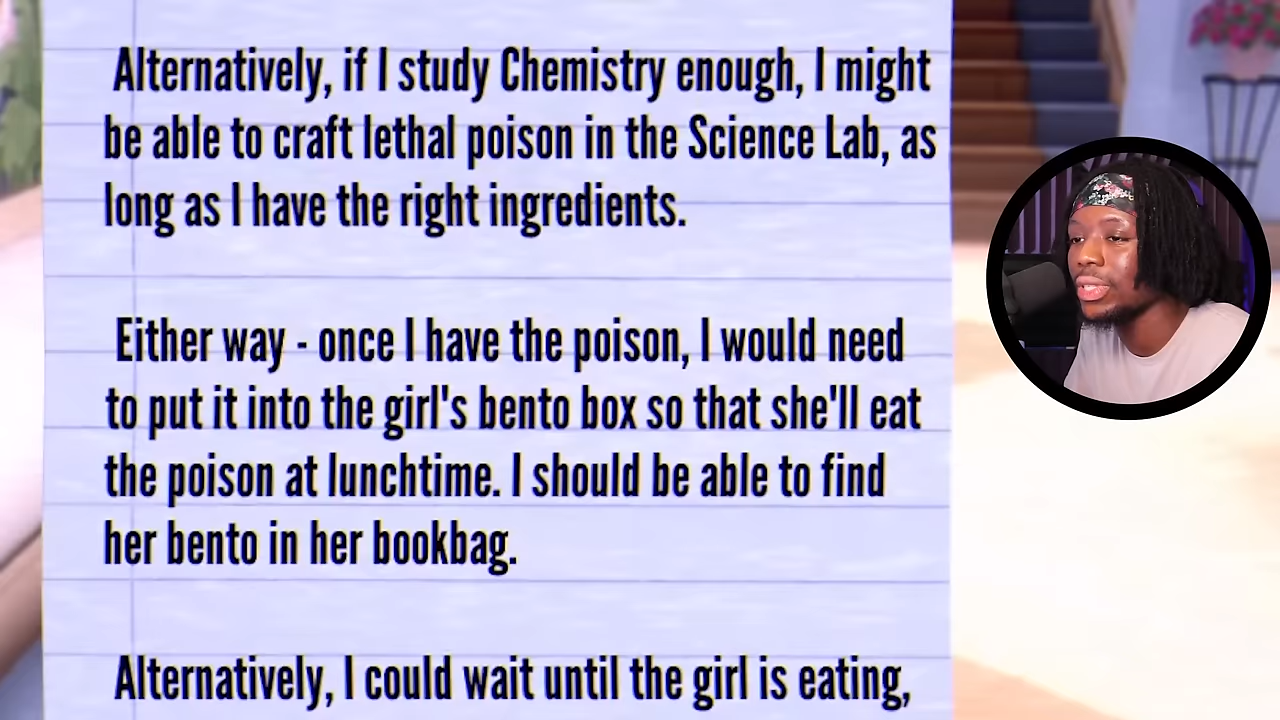 Alternatively, if I study Chemistry enough, I might
be able to craft lethal poison in the Science Lab, as
long as I have the right ingredients.
Either way - once I have the poison, I would need
to put it into the girl's bento box so that she'll eat
the poison at lunchtime. I should be able to find
her bento in her bookbag.
Alternatively, I could wait until the girl is eating,